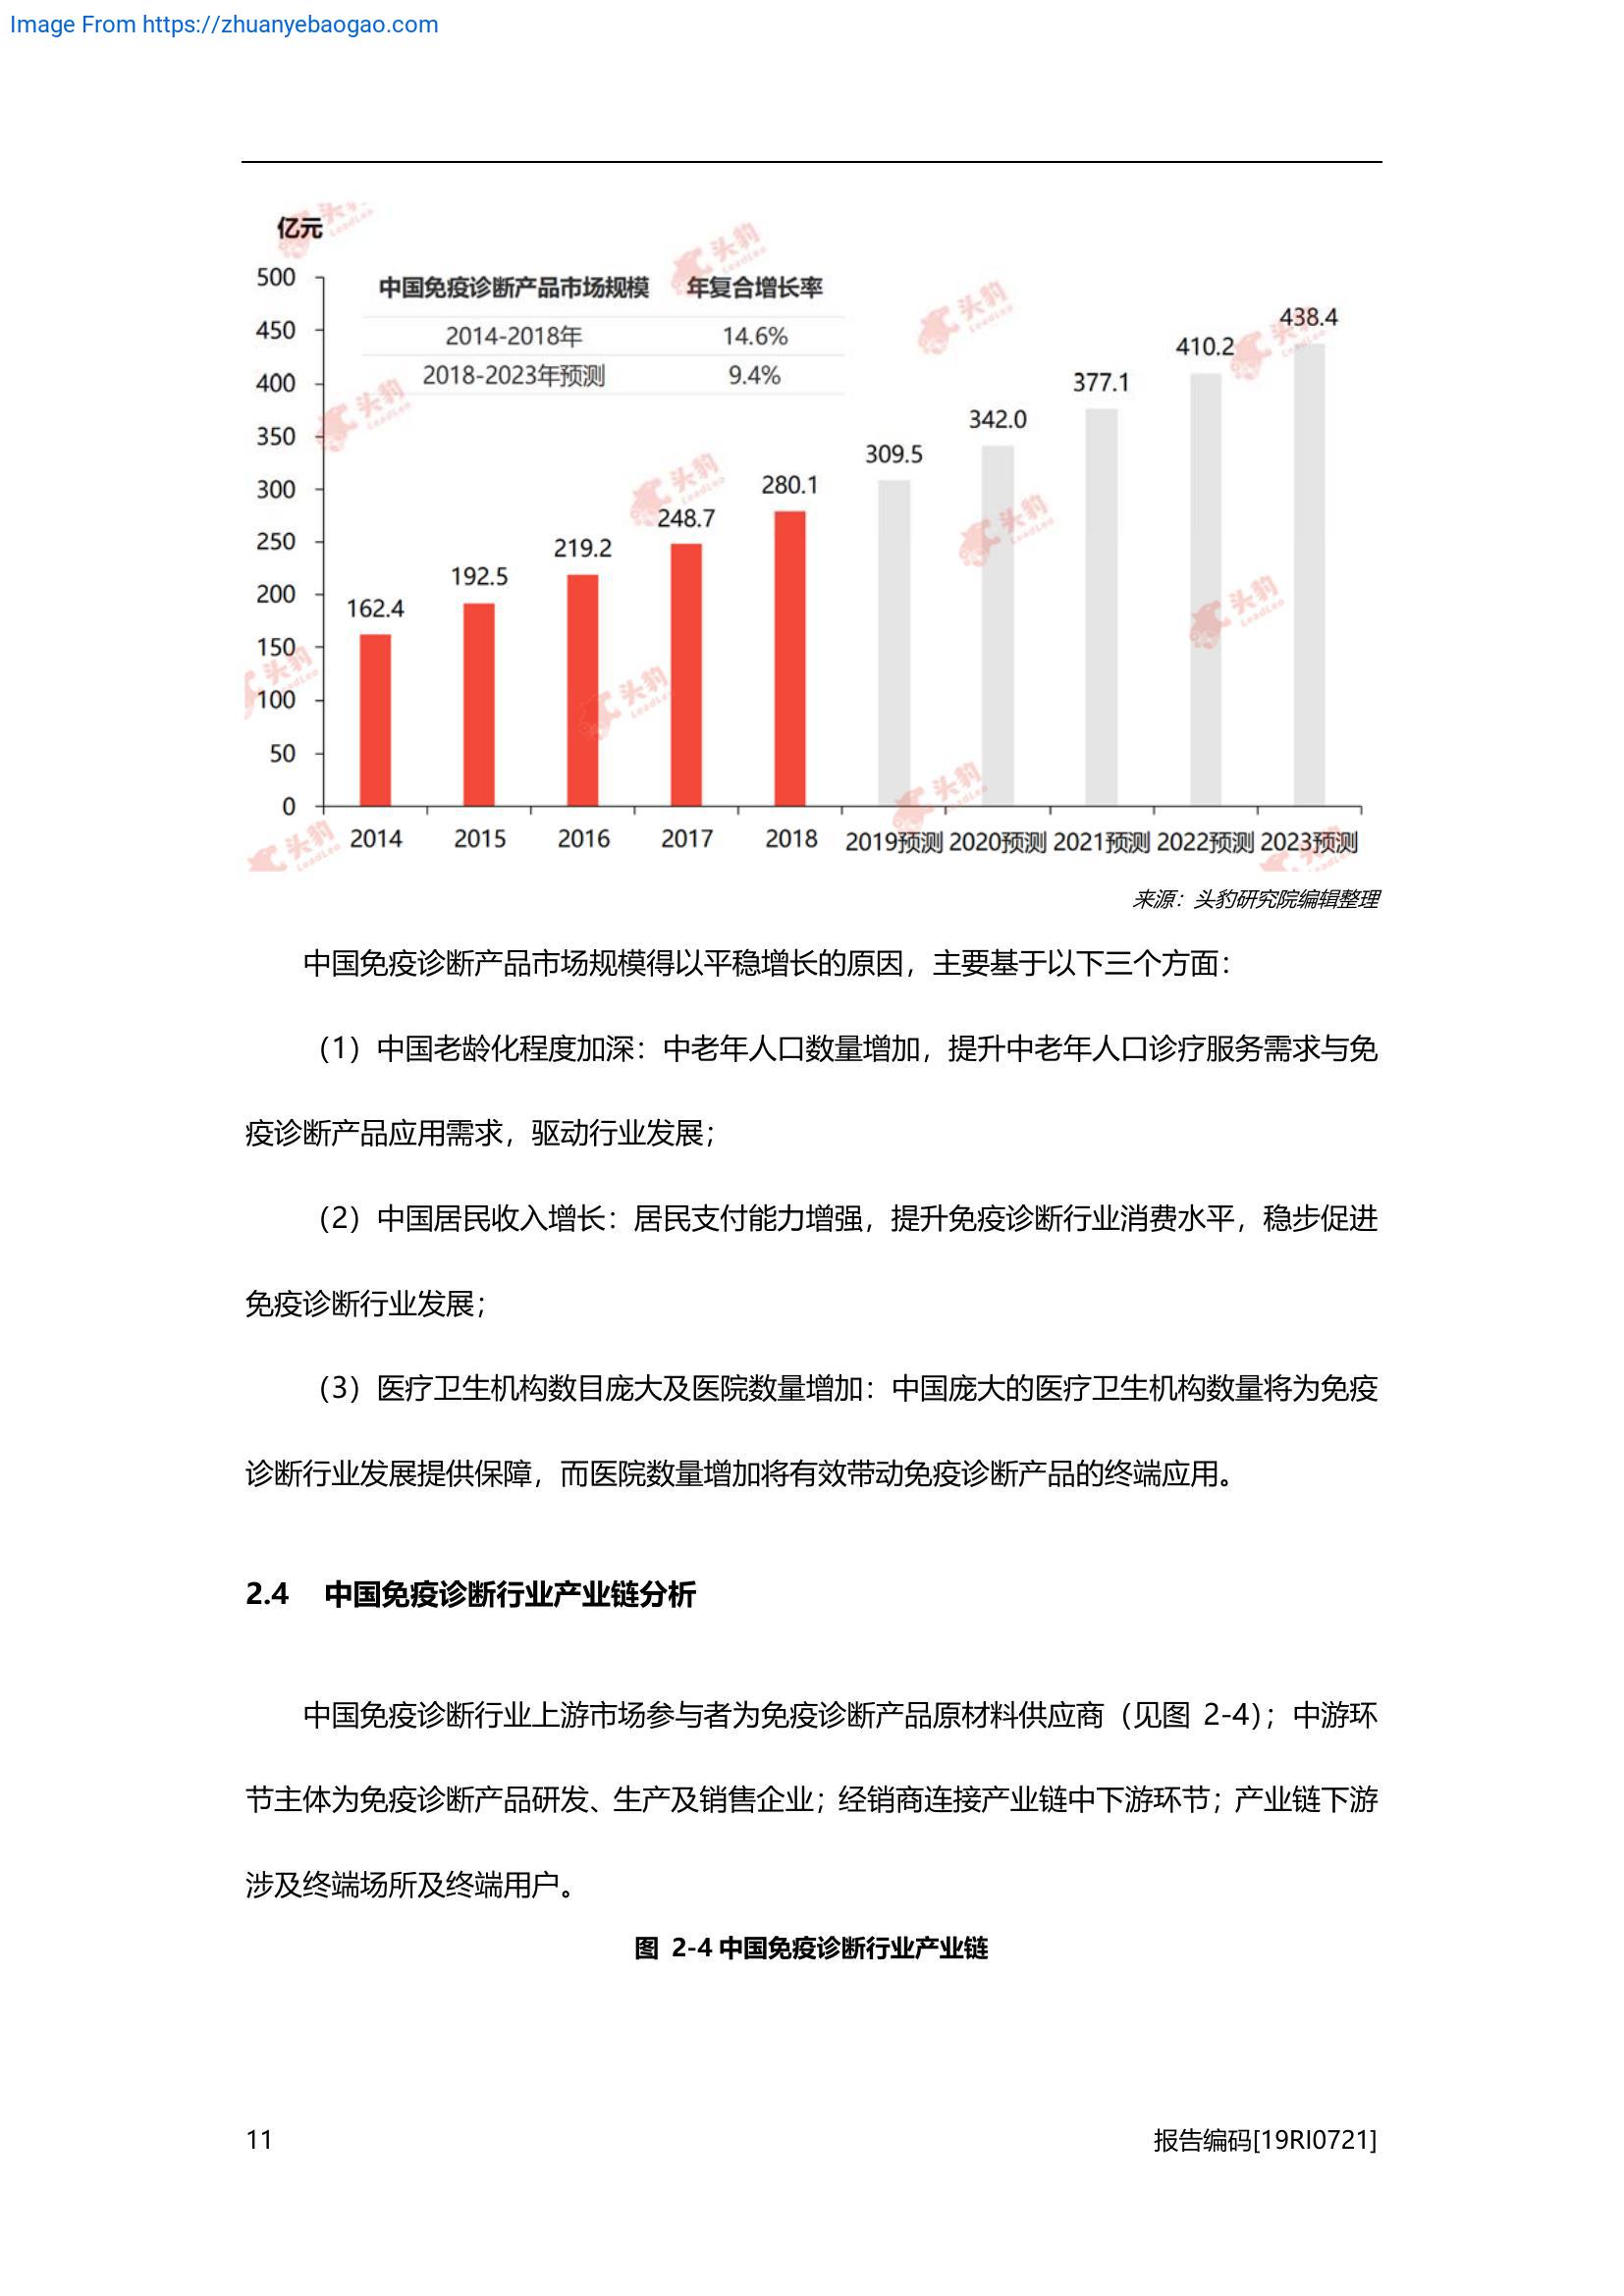 Image From https://zhuanyebaogao.com
亿元
500
450
400
350
300
250
200
150
100
50
0
中国免疫诊断产品市场规模 年复合增长率
2014-2018年 14.6%
2018-2023年预测 9.4%
162.4
192.5
219.2
248.7
280.1
309.5
342.0
377.1
410.2
438.4
2014 2015 2016 2017 2018 2019预测 2020预测 2021预测 2022预测 2023预测
头豹 LeadLeo
来源：头豹研究院编辑整理
中国免疫诊断产品市场规模得以平稳增长的原因，主要基于以下三个方面：
（1）中国老龄化程度加深：中老年人口数量增加，提升中老年人口诊疗服务需求与免
疫诊断产品应用需求，驱动行业发展；
（2）中国居民收入增长：居民支付能力增强，提升免疫诊断行业消费水平，稳步促进
免疫诊断行业发展；
（3）医疗卫生机构数目庞大及医院数量增加：中国庞大的医疗卫生机构数量将为免疫
诊断行业发展提供保障，而医院数量增加将有效带动免疫诊断产品的终端应用。
2.4 中国免疫诊断行业产业链分析
中国免疫诊断行业上游市场参与者为免疫诊断产品原材料供应商（见图 2-4）；中游环
节主体为免疫诊断产品研发、生产及销售企业；经销商连接产业链中下游环节；产业链下游
涉及终端场所及终端用户。
图 2-4 中国免疫诊断行业产业链
11 报告编码[19RI0721]